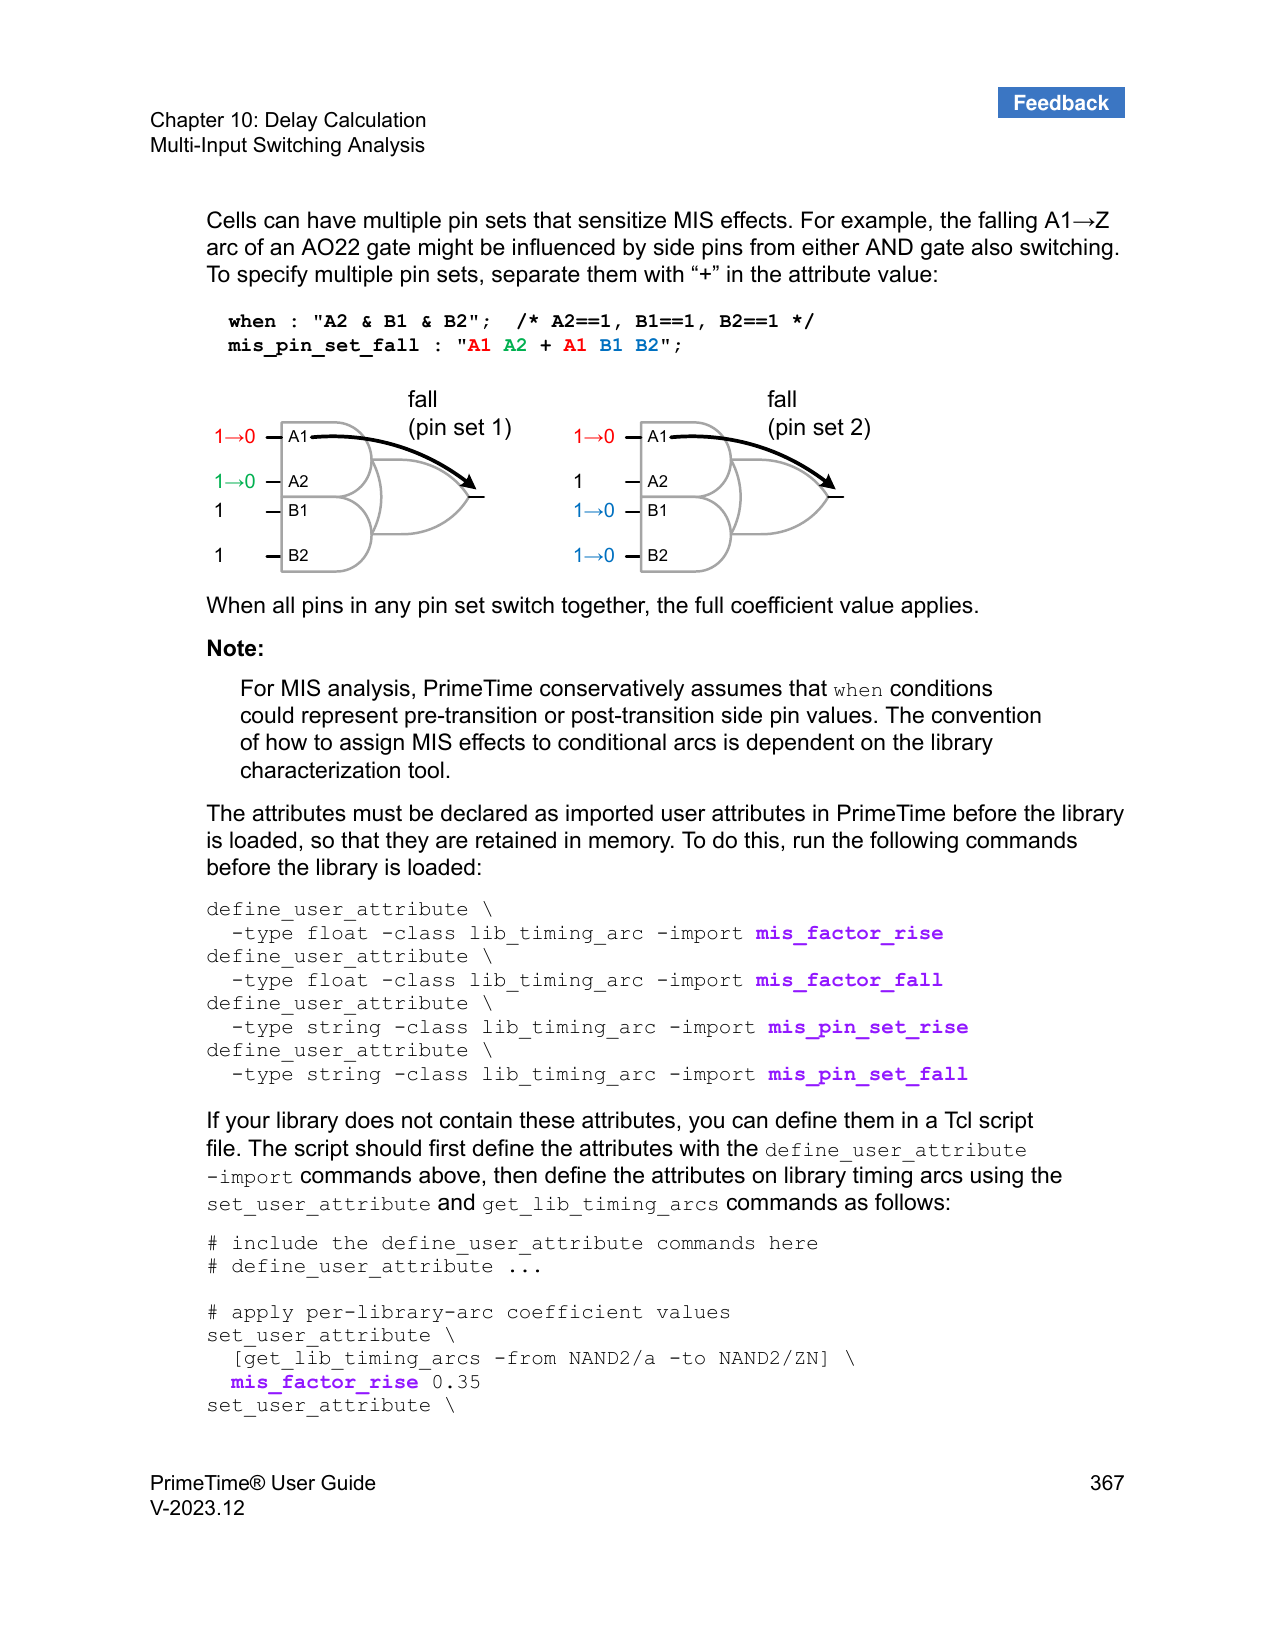 Feedback
Chapter 10: Delay Calculation
Multi-Input Switching Analysis
Cells can have multiple pin sets that sensitize MIS effects. For example, the falling A1→Z
arc of an AO22 gate might be influenced by side pins from either AND gate also switching.
To specify multiple pin sets, separate them with “+” in the attribute value:
when : "A2 & B1 & B2";  /* A2==1, B1==1, B2==1 */
mis_pin_set_fall : "A1 A2 + A1 B1 B2";
fall
(pin set 1)
1→0 A1
1→0 A2
1 B1
1 B2
fall
(pin set 2)
1→0 A1
1 A2
1→0 B1
1→0 B2
When all pins in any pin set switch together, the full coefficient value applies.
Note:
For MIS analysis, PrimeTime conservatively assumes that when conditions
could represent pre-transition or post-transition side pin values. The convention
of how to assign MIS effects to conditional arcs is dependent on the library
characterization tool.
The attributes must be declared as imported user attributes in PrimeTime before the library
is loaded, so that they are retained in memory. To do this, run the following commands
before the library is loaded:
define_user_attribute \
  -type float -class lib_timing_arc -import mis_factor_rise
define_user_attribute \
  -type float -class lib_timing_arc -import mis_factor_fall
define_user_attribute \
  -type string -class lib_timing_arc -import mis_pin_set_rise
define_user_attribute \
  -type string -class lib_timing_arc -import mis_pin_set_fall
If your library does not contain these attributes, you can define them in a Tcl script
file. The script should first define the attributes with the define_user_attribute
-import commands above, then define the attributes on library timing arcs using the
set_user_attribute and get_lib_timing_arcs commands as follows:
# include the define_user_attribute commands here
# define_user_attribute ...
# apply per-library-arc coefficient values
set_user_attribute \
  [get_lib_timing_arcs -from NAND2/a -to NAND2/ZN] \
  mis_factor_rise 0.35
set_user_attribute \
PrimeTime® User Guide
V-2023.12
367